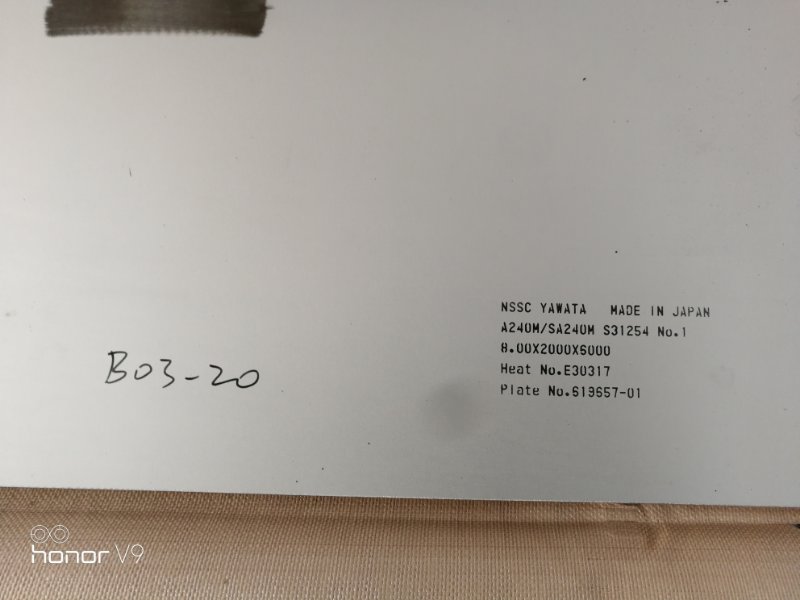 NSSC YAWATA MADE IN JAPAN
A240M/SA240M S31254 No.1
8.00X2000X6000
Heat No.E30317
Plate No.619657-01
B03-20
honor V9